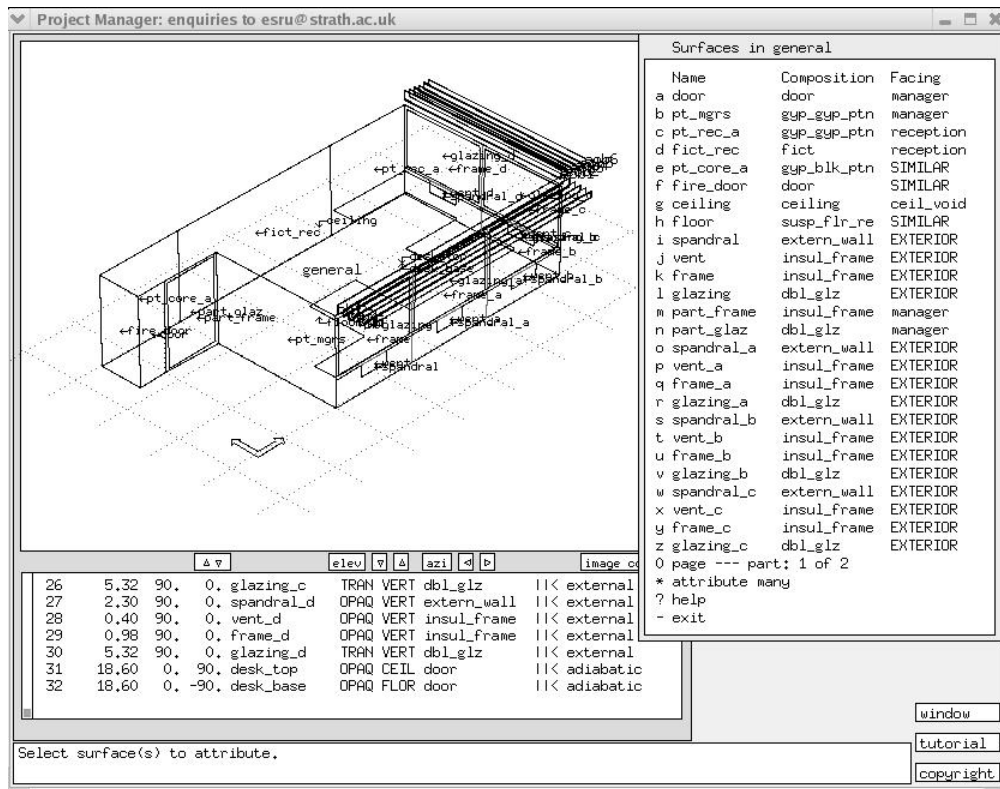 Project Manager: enquiries to esru@strath.ac.uk
Surfaces in general
Name Composition Facing
a door door manager
b pt_mgrs gyp_gyp_ptn manager
c pt_rec_a gyp_gyp_ptn reception
d fict_rec fict reception
e pt_core_a gyp_blk_ptn SIMILAR
f fire_door door SIMILAR
g ceiling ceiling ceil_void
h floor susp_flr_re SIMILAR
i spandral extern_wall EXTERIOR
j vent insul_frame EXTERIOR
k frame insul_frame EXTERIOR
l glazing dbl_glz EXTERIOR
m part_frame insul_frame manager
n part_glaz dbl_glz manager
o spandral_a extern_wall EXTERIOR
p vent_a insul_frame EXTERIOR
q frame_a insul_frame EXTERIOR
r glazing_a dbl_glz EXTERIOR
s spandral_b extern_wall EXTERIOR
t vent_b insul_frame EXTERIOR
u frame_b insul_frame EXTERIOR
v glazing_b dbl_glz EXTERIOR
w spandral_c extern_wall EXTERIOR
x vent_c insul_frame EXTERIOR
y frame_c insul_frame EXTERIOR
z glazing_c dbl_glz EXTERIOR
0 page --- part: 1 of 2
* attribute many
? help
- exit
glazing_d
pt_rec_a frame_d
spandral_d
ceiling
fict_rec
frame_b
general
spandral_b
glazing_a
pt_core_a frame_a
part_glaz
part_frame
glazing
spandral_a
fire_door
pt_mgrs frame
spandral
elev azi
26 5.32 90. 0. glazing_c TRAN VERT dbl_glz ||< external
27 2.30 90. 0. spandral_d OPAQ VERT extern_wall ||< external
28 0.40 90. 0. vent_d OPAQ VERT insul_frame ||< external
29 0.98 90. 0. frame_d OPAQ VERT insul_frame ||< external
30 5.32 90. 0. glazing_d TRAN VERT dbl_glz ||< external
31 18.60 0. 90. desk_top OPAQ CEIL door ||< adiabatic
32 18.60 0. -90. desk_base OPAQ FLOR door ||< adiabatic
Select surface(s) to attribute.
window
tutorial
copyright